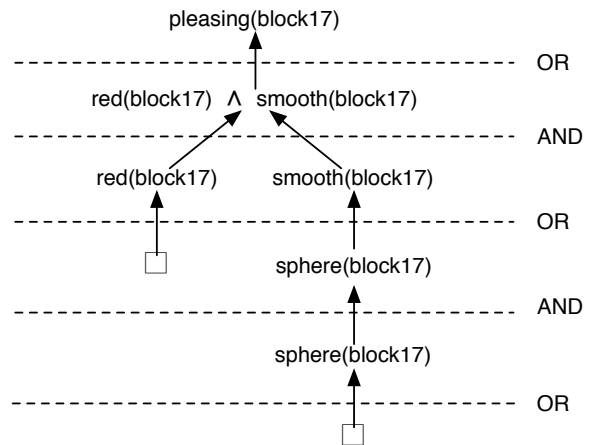 pleasing(block17)
OR
red(block17) ∧ smooth(block17)
AND
red(block17) smooth(block17)
OR
sphere(block17)
AND
sphere(block17)
OR